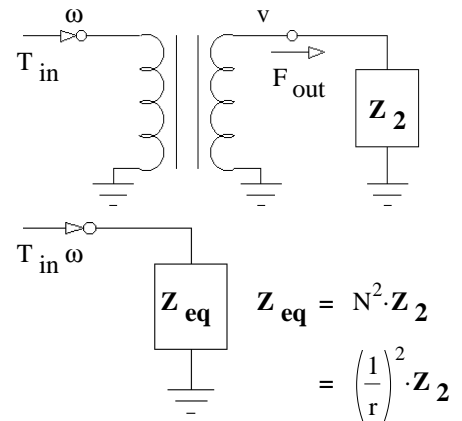 ω v
T in F out
Z 2
T in ω
Z eq Z eq = N²·Z 2
= (1/r)²·Z 2